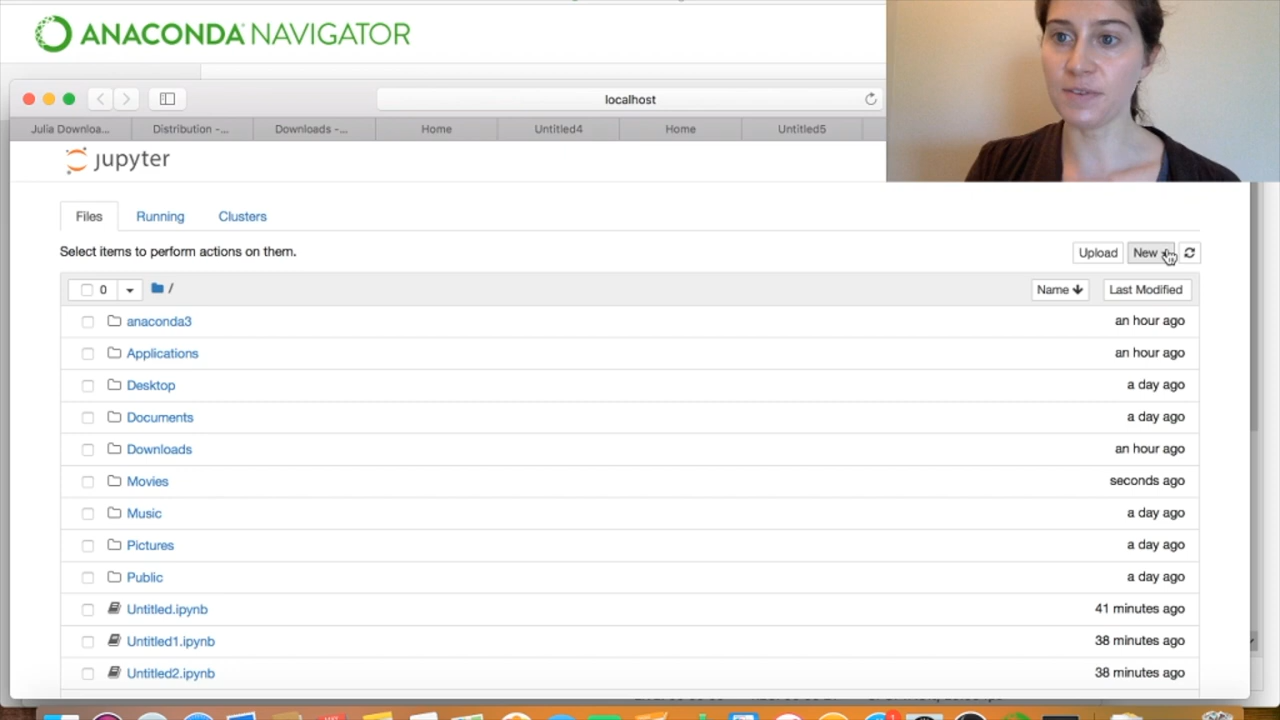 ANACONDA NAVIGATOR
localhost
Julia Downloa... Distribution -... Downloads -... Home Untitled4 Home Untitled5
jupyter
Files Running Clusters
Select items to perform actions on them. Upload New
0 / Name Last Modified
anaconda3 an hour ago
Applications an hour ago
Desktop a day ago
Documents a day ago
Downloads an hour ago
Movies seconds ago
Music a day ago
Pictures a day ago
Public a day ago
Untitled.ipynb 41 minutes ago
Untitled1.ipynb 38 minutes ago
Untitled2.ipynb 38 minutes ago